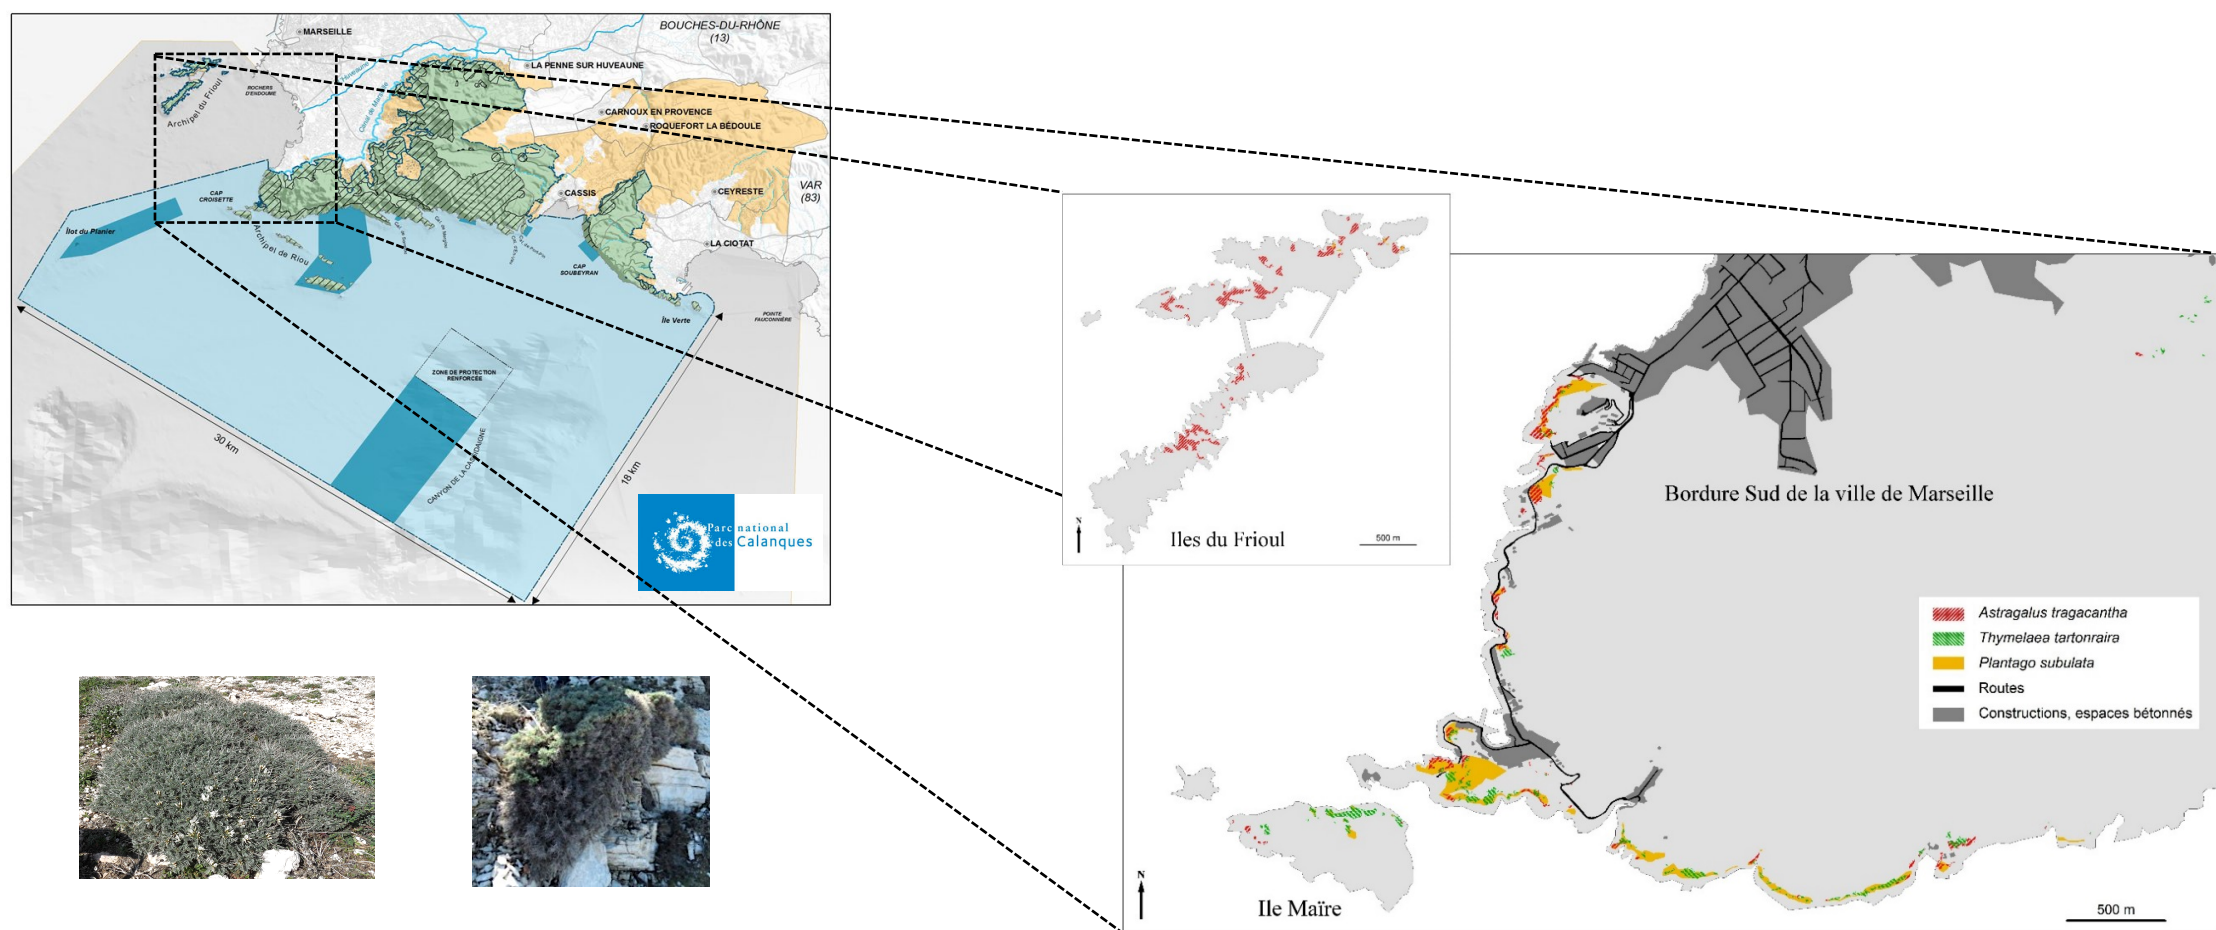 MARSEILLE
BOUCHES-DU-RHÔNE
(13)
LA PENNE SUR HUVEAUNE
Huveaune
ROCHERS
D'ENDOUME
Archipel du Frioul
CARNOUX EN PROVENCE
ROQUEFORT LA BÉDOULE
CAP
CROISETTE
CASSIS
CEYRESTE
VAR
(83)
Îlot du Planier
Archipel de Riou
LA CIOTAT
CAP
SOUBEYRAN
Île Verte
POINTE
FAUCONNIÈRE
ZONE DE PROTECTION
RENFORCÉE
CANYON DE LA CASSIDAIGNE
30 km
18 km
Parc national
des Calanques
N
Iles du Frioul
500 m
Bordure Sud de la ville de Marseille
Astragalus tragacantha
Thymelaea tartonraira
Plantago subulata
Routes
Constructions, espaces bétonnés
N
Ile Maïre
500 m